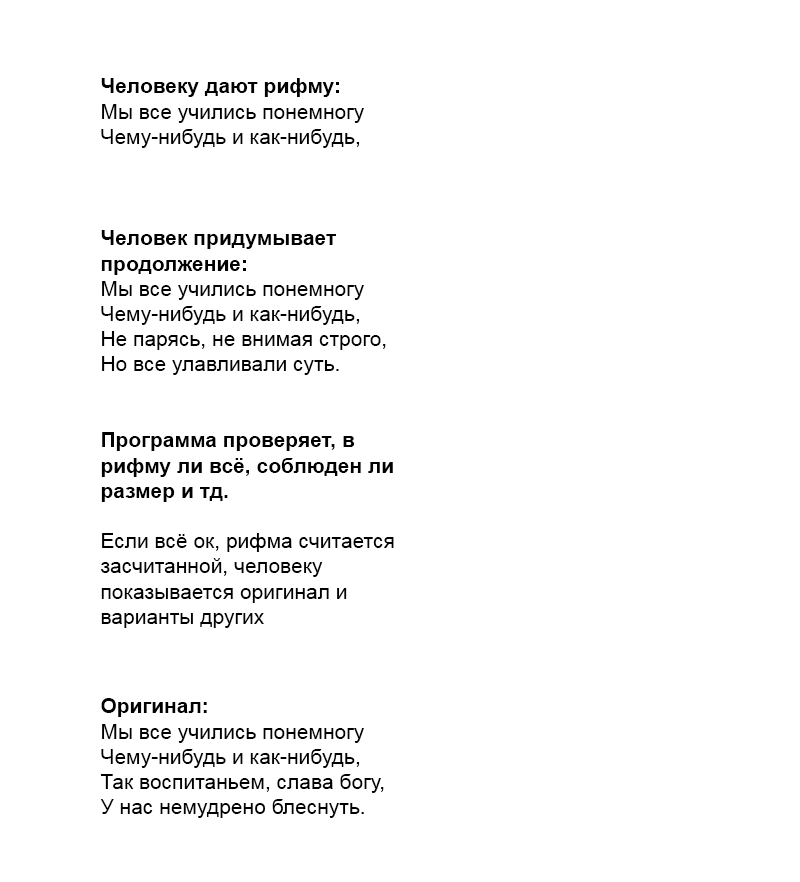 Человеку дают рифму:
Мы все учились понемногу
Чему-нибудь и как-нибудь,
Человек придумывает
продолжение:
Мы все учились понемногу
Чему-нибудь и как-нибудь,
Не парясь, не внимая строго,
Но все улавливали суть.
Программа проверяет, в
рифму ли всё, соблюден ли
размер и тд.
Если всё ок, рифма считается
засчитанной, человеку
показывается оригинал и
варианты других
Оригинал:
Мы все учились понемногу
Чему-нибудь и как-нибудь,
Так воспитаньем, слава богу,
У нас немудрено блеснуть.